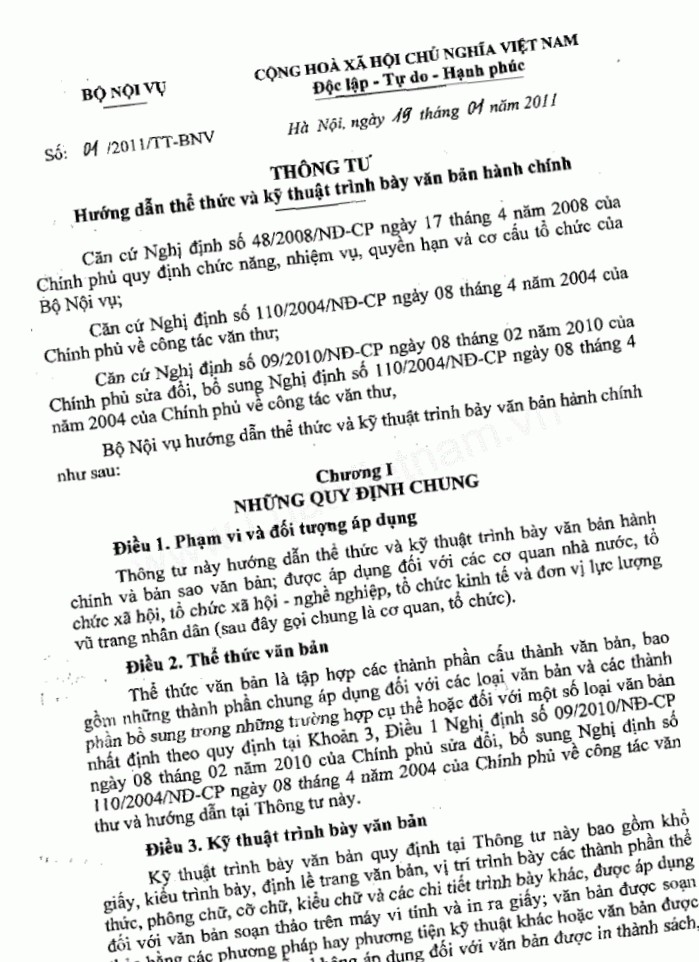 CỘNG HOÀ XÃ HỘI CHỦ NGHĨA VIỆT NAM
BỘ NỘI VỤ
Độc lập - Tự do - Hạnh phúc
Số: 01 /2011/TT-BNV
Hà Nội, ngày 19 tháng 01 năm 2011
THÔNG TƯ
Hướng dẫn thể thức và kỹ thuật trình bày văn bản hành chính
Căn cứ Nghị định số 48/2008/NĐ-CP ngày 17 tháng 4 năm 2008 của
Chính phủ quy định chức năng, nhiệm vụ, quyền hạn và cơ cấu tổ chức của
Bộ Nội vụ;
Căn cứ Nghị định số 110/2004/NĐ-CP ngày 08 tháng 4 năm 2004 của
Chính phủ về công tác văn thư;
Căn cứ Nghị định số 09/2010/NĐ-CP ngày 08 tháng 02 năm 2010 của
Chính phủ sửa đổi, bổ sung Nghị định số 110/2004/NĐ-CP ngày 08 tháng 4
năm 2004 của Chính phủ về công tác văn thư,
Bộ Nội vụ hướng dẫn thể thức và kỹ thuật trình bày văn bản hành chính
như sau:
Chương I
NHỮNG QUY ĐỊNH CHUNG
Điều 1. Phạm vi và đối tượng áp dụng
Thông tư này hướng dẫn thể thức và kỹ thuật trình bày văn bản hành
chính và bản sao văn bản; được áp dụng đối với các cơ quan nhà nước, tổ
chức xã hội, tổ chức xã hội - nghề nghiệp, tổ chức kinh tế và đơn vị lực lượng
vũ trang nhân dân (sau đây gọi chung là cơ quan, tổ chức).
Điều 2. Thể thức văn bản
Thể thức văn bản là tập hợp các thành phần cấu thành văn bản, bao
gồm những thành phần chung áp dụng đối với các loại văn bản và các thành
phần bổ sung trong những trường hợp cụ thể hoặc đối với một số loại văn bản
nhất định theo quy định tại Khoản 3, Điều 1 Nghị định số 09/2010/NĐ-CP
ngày 08 tháng 02 năm 2010 của Chính phủ sửa đổi, bổ sung Nghị định số
110/2004/NĐ-CP ngày 08 tháng 4 năm 2004 của Chính phủ về công tác văn
thư và hướng dẫn tại Thông tư này.
Điều 3. Kỹ thuật trình bày văn bản
Kỹ thuật trình bày văn bản quy định tại Thông tư này bao gồm khổ
giấy, kiểu trình bày, định lề trang văn bản, vị trí trình bày các thành phần thể
thức, phông chữ, cỡ chữ, kiểu chữ và các chi tiết trình bày khác, được áp dụng
đối với văn bản soạn thảo trên máy vi tính và in ra giấy; văn bản được soạn
bằng các phương pháp hay phương tiện kỹ thuật khác hoặc văn bản được
áp dụng đối với văn bản được in thành sách,